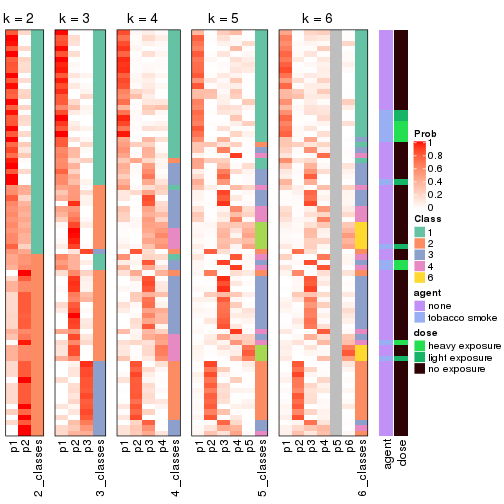 k = 2
k = 3
k = 4
k = 5
k = 6
Prob
1
0.8
0.6
0.4
0.2
0
Class
1
2
3
4
6
agent
none
tobacco smoke
dose
heavy exposure
light exposure
no exposure
p1
p2
2_classes
p1
p2
p3
3_classes
p1
p2
p3
p4
4_classes
p1
p2
p3
p4
p5
5_classes
p1
p2
p3
p4
p5
p6
6_classes
agent
dose